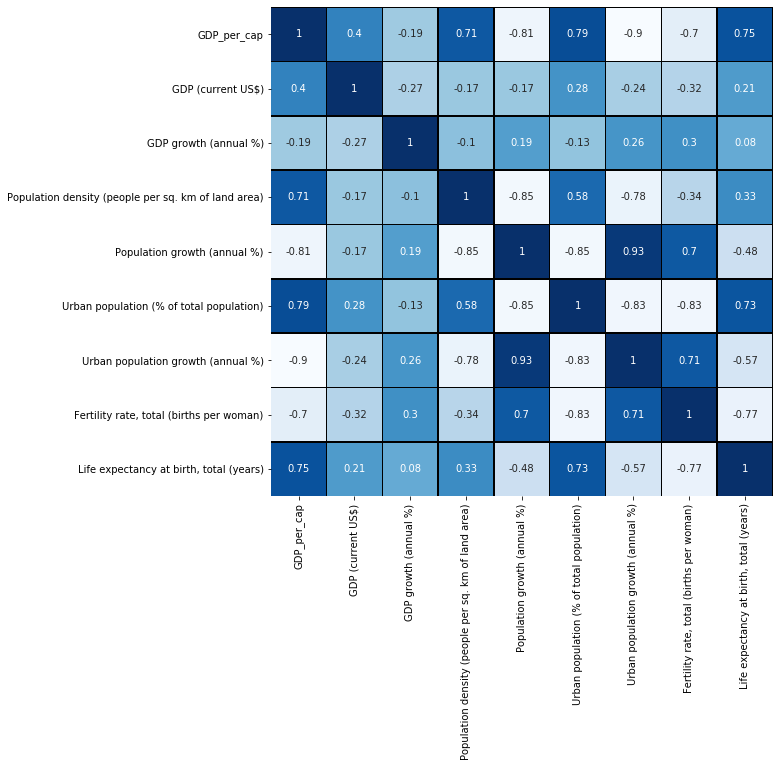 GDP_per_cap 1 0.4 -0.19 0.71 -0.81 0.79 -0.9 -0.7 0.75
GDP (current US$) 0.4 1 -0.27 -0.17 -0.17 0.28 -0.24 -0.32 0.21
GDP growth (annual %) -0.19 -0.27 1 -0.1 0.19 -0.13 0.26 0.3 0.08
Population density (people per sq. km of land area) 0.71 -0.17 -0.1 1 -0.85 0.58 -0.78 -0.34 0.33
Population growth (annual %) -0.81 -0.17 0.19 -0.85 1 -0.85 0.93 0.7 -0.48
Urban population (% of total population) 0.79 0.28 -0.13 0.58 -0.85 1 -0.83 -0.83 0.73
Urban population growth (annual %) -0.9 -0.24 0.26 -0.78 0.93 -0.83 1 0.71 -0.57
Fertility rate, total (births per woman) -0.7 -0.32 0.3 -0.34 0.7 -0.83 0.71 1 -0.77
Life expectancy at birth, total (years) 0.75 0.21 0.08 0.33 -0.48 0.73 -0.57 -0.77 1
GDP_per_cap
GDP (current US$)
GDP growth (annual %)
Population density (people per sq. km of land area)
Population growth (annual %)
Urban population (% of total population)
Urban population growth (annual %)
Fertility rate, total (births per woman)
Life expectancy at birth, total (years)